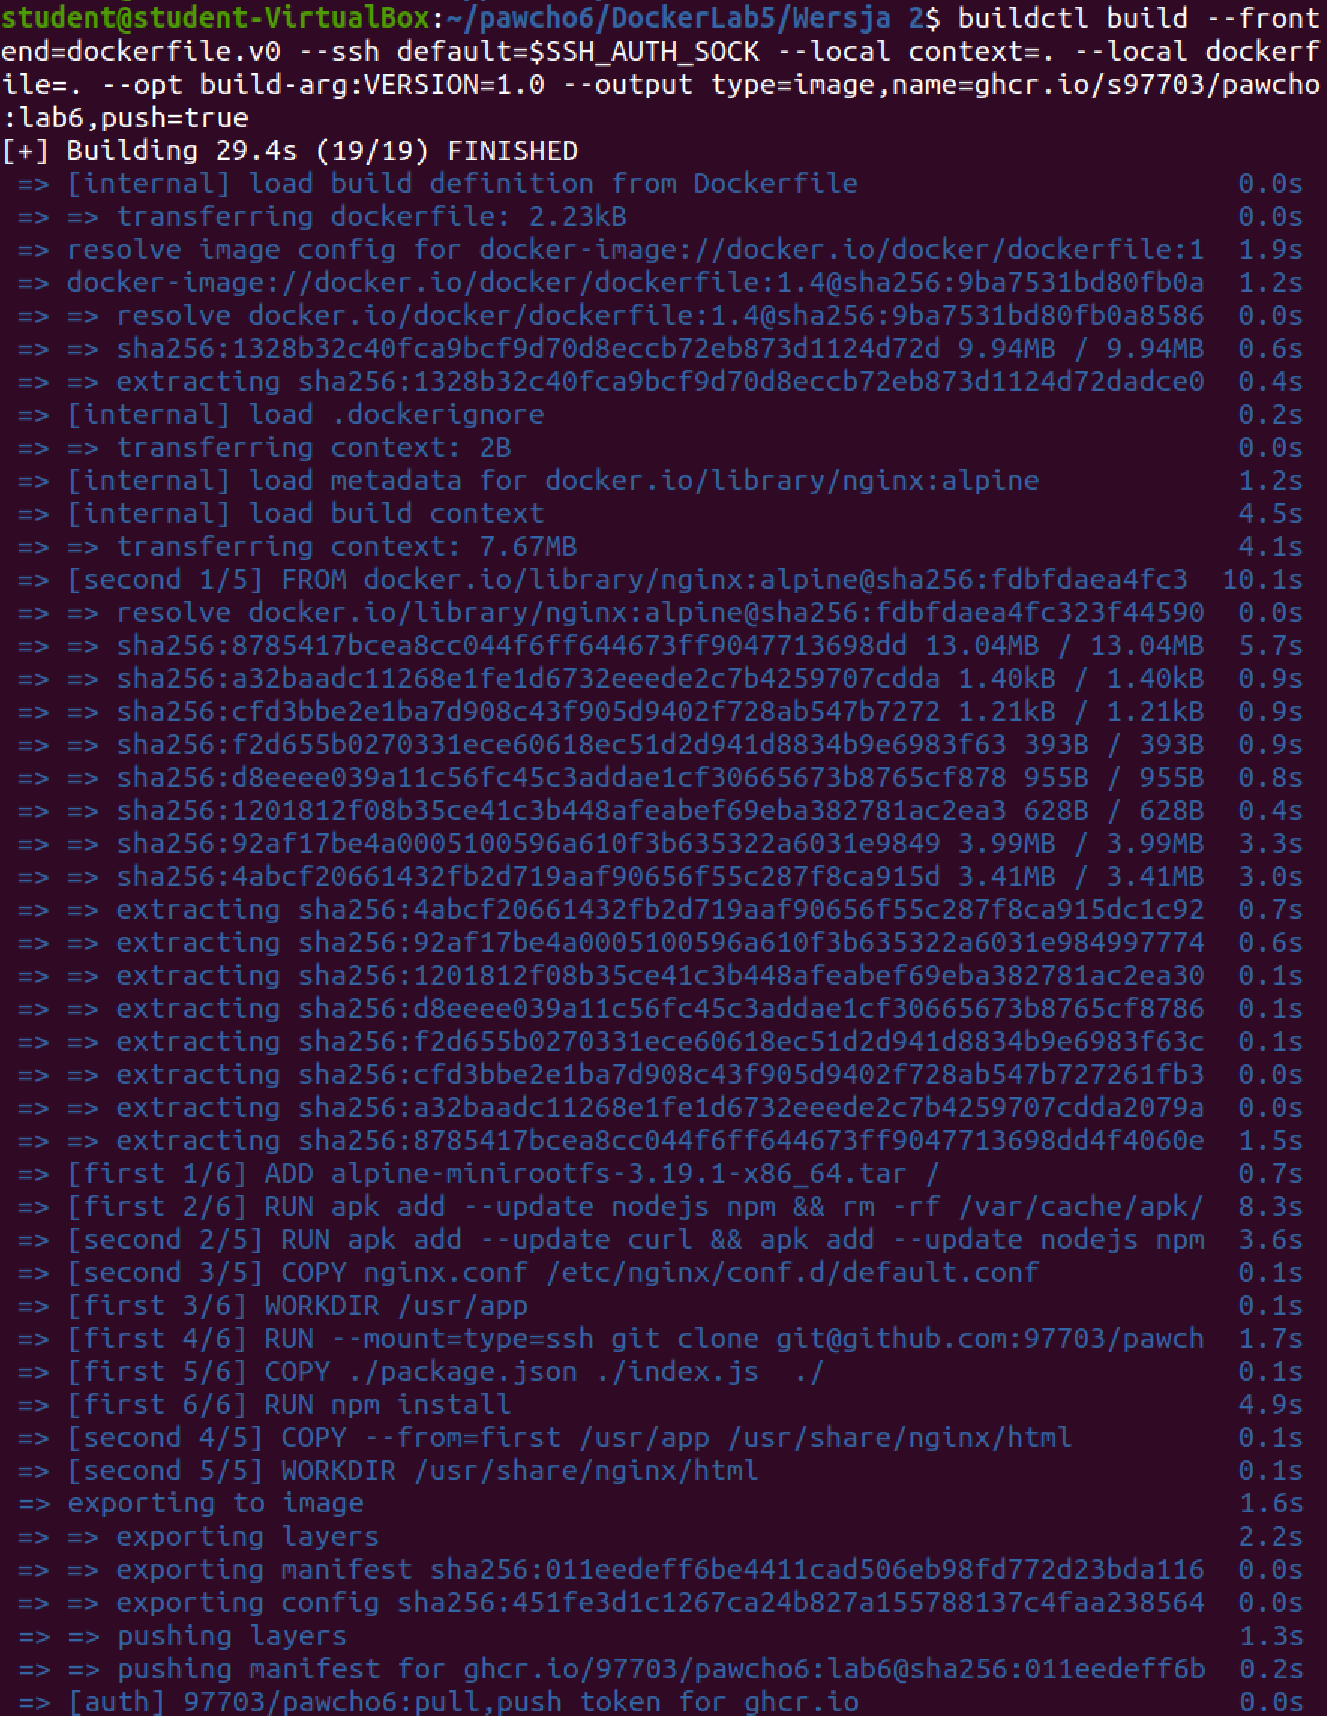 student@student-VirtualBox:~/pawcho6/DockerLab5/Wersja 2$ buildctl build --front
end=dockerfile.v0 --ssh default=$SSH_AUTH_SOCK --local context=. --local dockerf
ile=. --opt build-arg:VERSION=1.0 --output type=image,name=ghcr.io/s97703/pawcho
:lab6,push=true
[+] Building 29.4s (19/19) FINISHED
=> [internal] load build definition from Dockerfile 0.0s
=> => transferring dockerfile: 2.23kB 0.0s
=> resolve image config for docker-image://docker.io/docker/dockerfile:1 1.9s
=> docker-image://docker.io/docker/dockerfile:1.4@sha256:9ba7531bd80fb0a 1.2s
=> => resolve docker.io/docker/dockerfile:1.4@sha256:9ba7531bd80fb0a8586 0.0s
=> => sha256:1328b32c40fca9bcf9d70d8eccb72eb873d1124d72d 9.94MB / 9.94MB 0.6s
=> => extracting sha256:1328b32c40fca9bcf9d70d8eccb72eb873d1124d72dadce0 0.4s
=> [internal] load .dockerignore 0.2s
=> => transferring context: 2B 0.0s
=> [internal] load metadata for docker.io/library/nginx:alpine 1.2s
=> [internal] load build context 4.5s
=> => transferring context: 7.67MB 4.1s
=> [second 1/5] FROM docker.io/library/nginx:alpine@sha256:fdbfdaea4fc3 10.1s
=> => resolve docker.io/library/nginx:alpine@sha256:fdbfdaea4fc323f44590 0.0s
=> => sha256:8785417bcea8cc044f6ff644673ff9047713698dd 13.04MB / 13.04MB 5.7s
=> => sha256:a32baadc11268e1fe1d6732eeede2c7b4259707cdda 1.40kB / 1.40kB 0.9s
=> => sha256:cfd3bbe2e1ba7d908c43f905d9402f728ab547b7272 1.21kB / 1.21kB 0.9s
=> => sha256:f2d655b0270331ece60618ec51d2d941d8834b9e6983f63 393B / 393B 0.9s
=> => sha256:d8eeee039a11c56fc45c3addae1cf30665673b8765cf878 955B / 955B 0.8s
=> => sha256:1201812f08b35ce41c3b448afeabef69eba382781ac2ea3 628B / 628B 0.4s
=> => sha256:92af17be4a0005100596a610f3b635322a6031e9849 3.99MB / 3.99MB 3.3s
=> => sha256:4abcf20661432fb2d719aaf90656f55c287f8ca915d 3.41MB / 3.41MB 3.0s
=> => extracting sha256:4abcf20661432fb2d719aaf90656f55c287f8ca915dc1c92 0.7s
=> => extracting sha256:92af17be4a0005100596a610f3b635322a6031e984997774 0.6s
=> => extracting sha256:1201812f08b35ce41c3b448afeabef69eba382781ac2ea30 0.1s
=> => extracting sha256:d8eeee039a11c56fc45c3addae1cf30665673b8765cf8786 0.1s
=> => extracting sha256:f2d655b0270331ece60618ec51d2d941d8834b9e6983f63c 0.1s
=> => extracting sha256:cfd3bbe2e1ba7d908c43f905d9402f728ab547b727261fb3 0.0s
=> => extracting sha256:a32baadc11268e1fe1d6732eeede2c7b4259707cdda2079a 0.0s
=> => extracting sha256:8785417bcea8cc044f6ff644673ff9047713698dd4f4060e 1.5s
=> [first 1/6] ADD alpine-minirootfs-3.19.1-x86_64.tar / 0.7s
=> [first 2/6] RUN apk add --update nodejs npm && rm -rf /var/cache/apk/ 8.3s
=> [second 2/5] RUN apk add --update curl && apk add --update nodejs npm 3.6s
=> [second 3/5] COPY nginx.conf /etc/nginx/conf.d/default.conf 0.1s
=> [first 3/6] WORKDIR /usr/app 0.1s
=> [first 4/6] RUN --mount=type=ssh git clone git@github.com:97703/pawch 1.7s
=> [first 5/6] COPY ./package.json ./index.js  ./ 0.1s
=> [first 6/6] RUN npm install 4.9s
=> [second 4/5] COPY --from=first /usr/app /usr/share/nginx/html 0.1s
=> [second 5/5] WORKDIR /usr/share/nginx/html 0.1s
=> exporting to image 1.6s
=> => exporting layers 2.2s
=> => exporting manifest sha256:011eedeff6be4411cad506eb98fd772d23bda116 0.0s
=> => exporting config sha256:451fe3d1c1267ca24b827a155788137c4faa238564 0.0s
=> => pushing layers 1.3s
=> => pushing manifest for ghcr.io/97703/pawcho6:lab6@sha256:011eedeff6b 0.2s
=> [auth] 97703/pawcho6:pull,push token for ghcr.io 0.0s